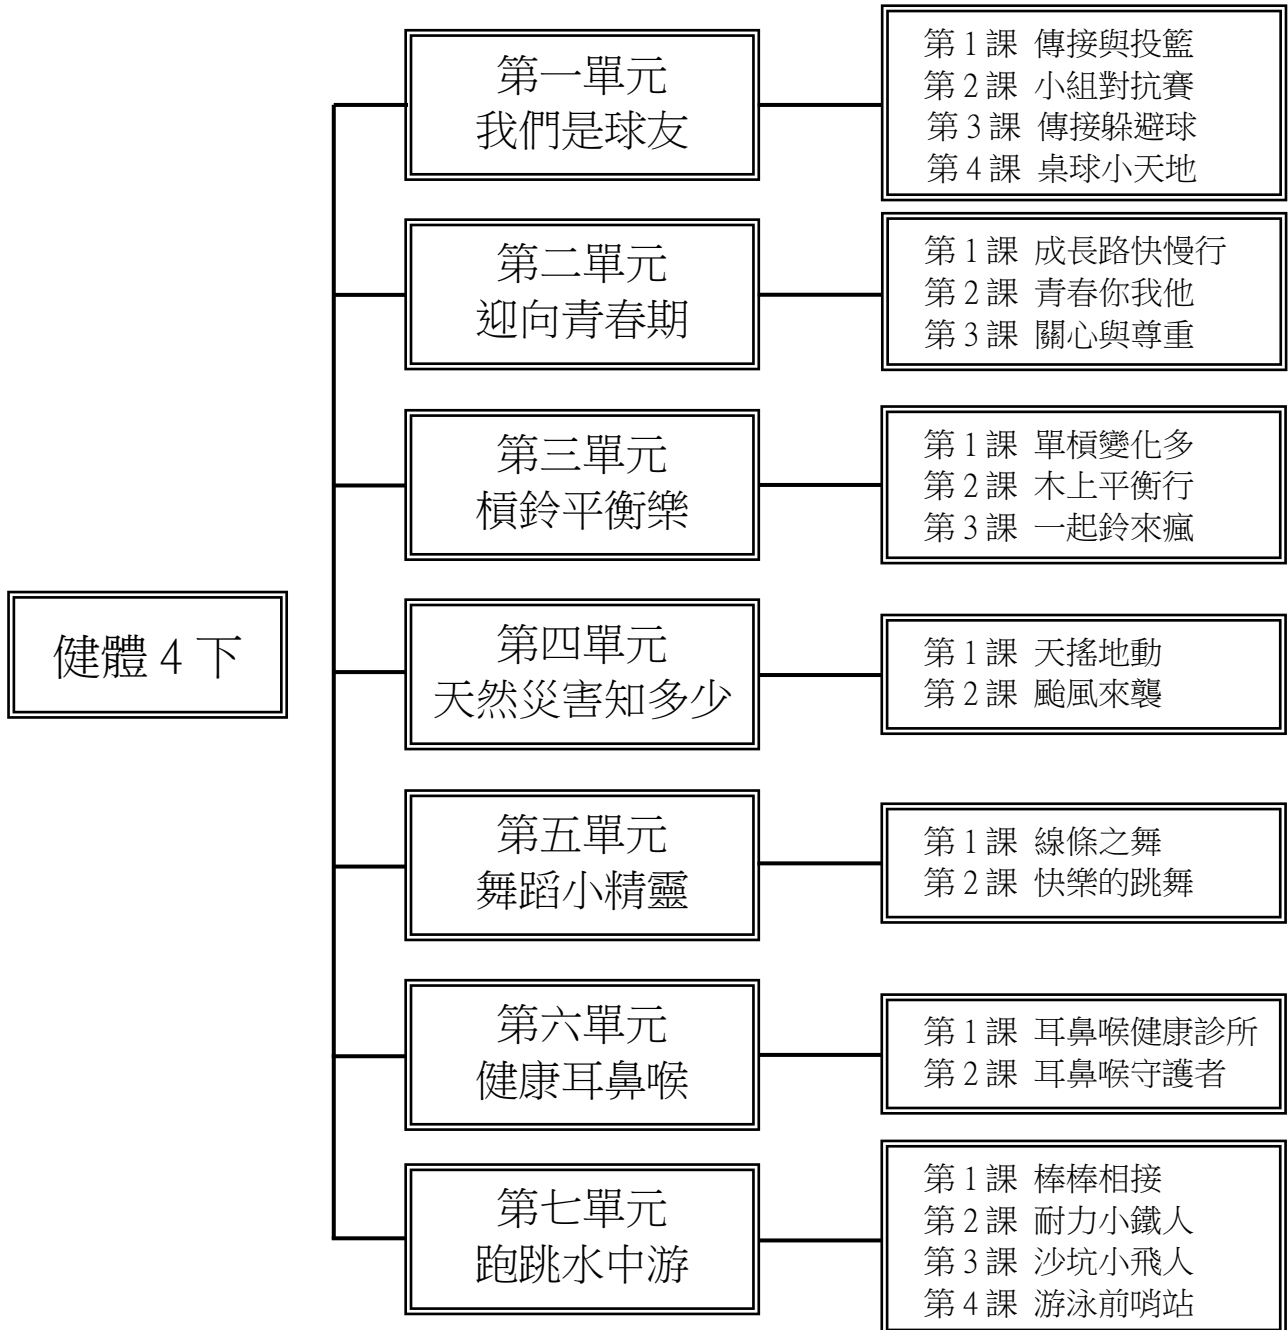 健體 4 下
第一單元
我們是球友
第 1 課 傳接與投籃
第 2 課 小組對抗賽
第 3 課 傳接躲避球
第 4 課 桌球小天地
第二單元
迎向青春期
第 1 課 成長路快慢行
第 2 課 青春你我他
第 3 課 關心與尊重
第三單元
槓鈴平衡樂
第 1 課 單槓變化多
第 2 課 木上平衡行
第 3 課 一起鈴來瘋
第四單元
天然災害知多少
第 1 課 天搖地動
第 2 課 颱風來襲
第五單元
舞蹈小精靈
第 1 課 線條之舞
第 2 課 快樂的跳舞
第六單元
健康耳鼻喉
第 1 課 耳鼻喉健康診所
第 2 課 耳鼻喉守護者
第七單元
跑跳水中游
第 1 課 棒棒相接
第 2 課 耐力小鐵人
第 3 課 沙坑小飛人
第 4 課 游泳前哨站